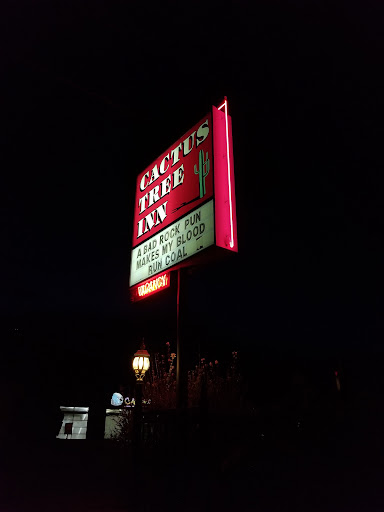 CACTUS
TREE
INN
A BAD ROCK PUN
MAKES MY BLOOD
RUN COAL
VACANCY